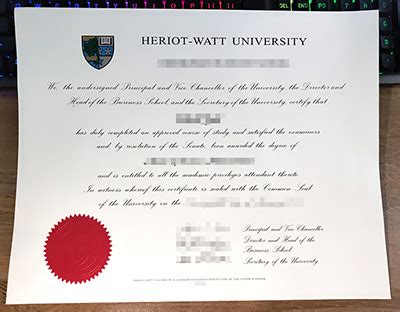 HERIOT-WATT UNIVERSITY
We, the undersigned Principal and Vice Chancellor of the University, the Director and
Head of the Business School, and the Secretary of the University, certify that
has duly completed an approved course of study and satisfied the examiners
and by resolution of the Senate, been awarded the degree of
and is entitled to all the academic privileges attendant thereto
In witness whereof this certificate is sealed with the Common Seal
of the University on the
Principal and Vice Chancellor
Director and Head of the
Business School
Secretary of the University